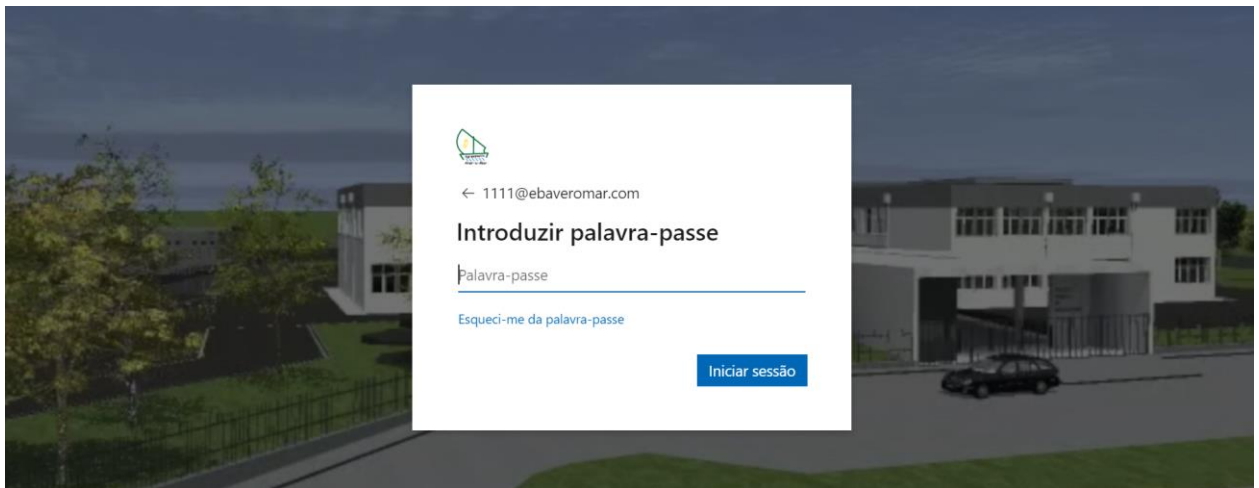 ← 1111@ebaveromar.com
Introduzir palavra-passe
Palavra-passe
Esqueci-me da palavra-passe
Iniciar sessão